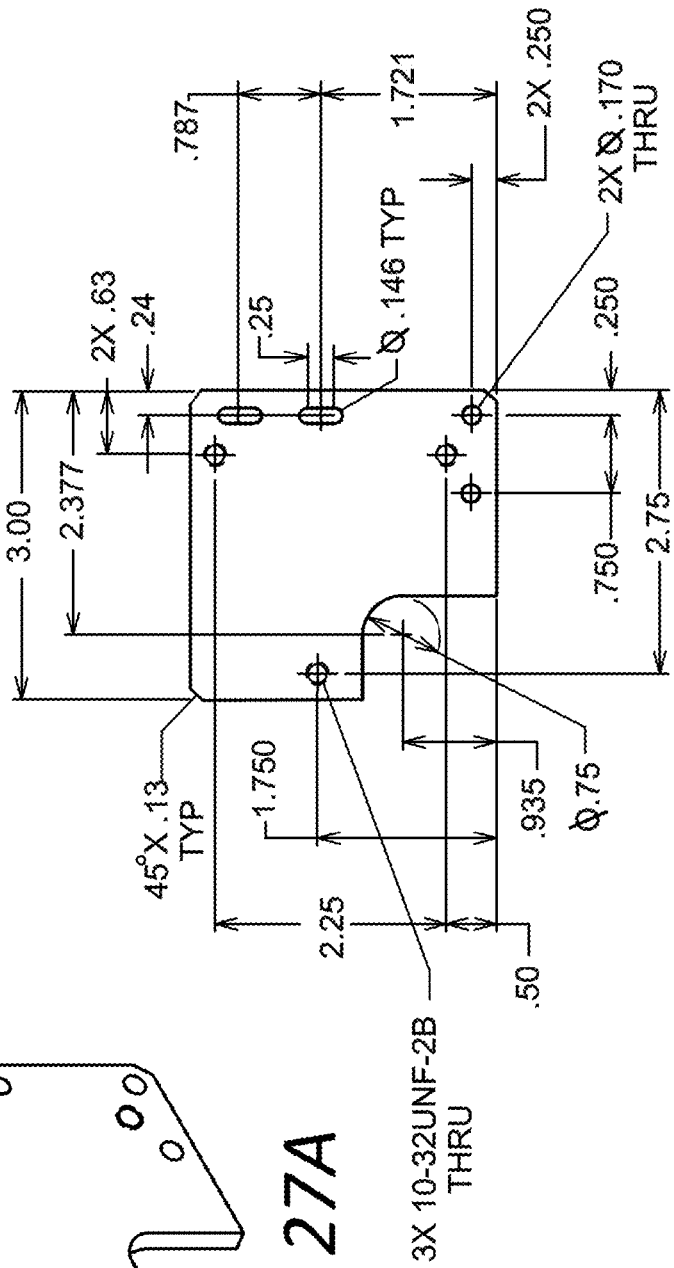 3.00
2.377
2X .63
.24
.787
45°X .13
TYP
.25
1.721
Ø .146 TYP
1.750
2.25
2X .250
2X Ø .170
THRU
.250
.50
.935
Ø.75
.750
2.75
3X 10-32UNF-2B
THRU
27A